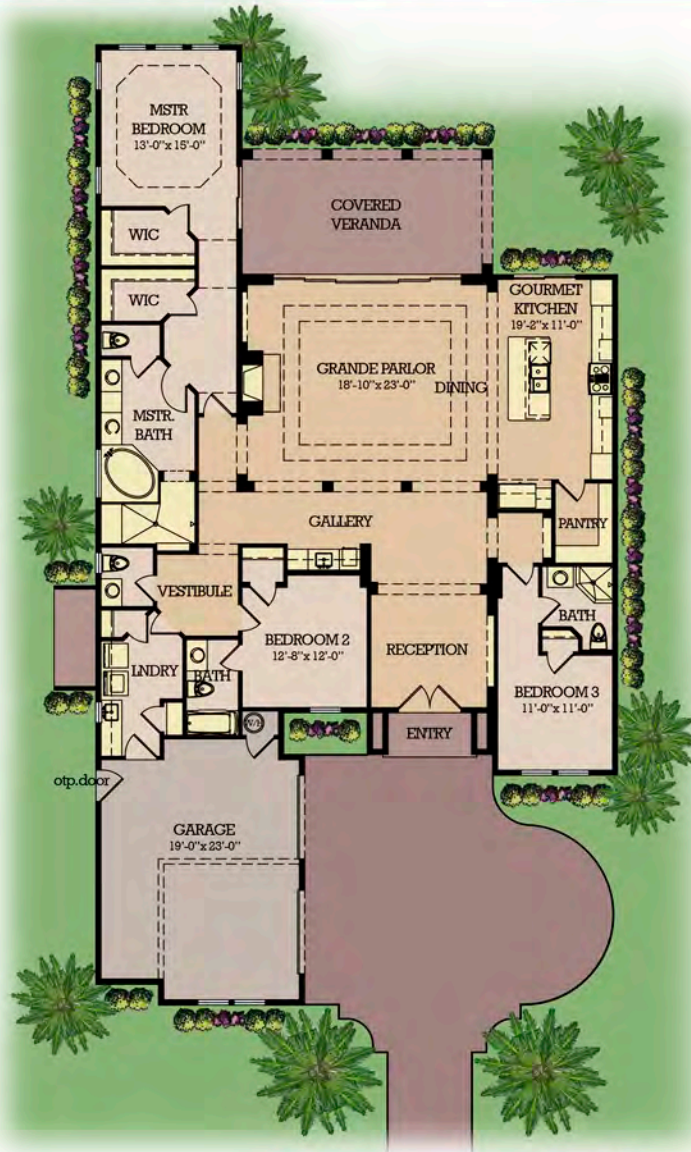 MSTR
BEDROOM
13'-0" x 15'-0"
WIC
WIC
MSTR.
BATH
COVERED
VERANDA
GRANDE PARLOR
18'-10" x 23'-0"
DINING
GOURMET
KITCHEN
19'-2" x 11'-0"
PANTRY
GALLERY
VESTIBULE
LNDRY
BATH
BEDROOM 2
12'-8" x 12'-0"
RECEPTION
BATH
BEDROOM 3
11'-0" x 11'-0"
W/H
ENTRY
otp.door
GARAGE
19'-0" x 23'-0"